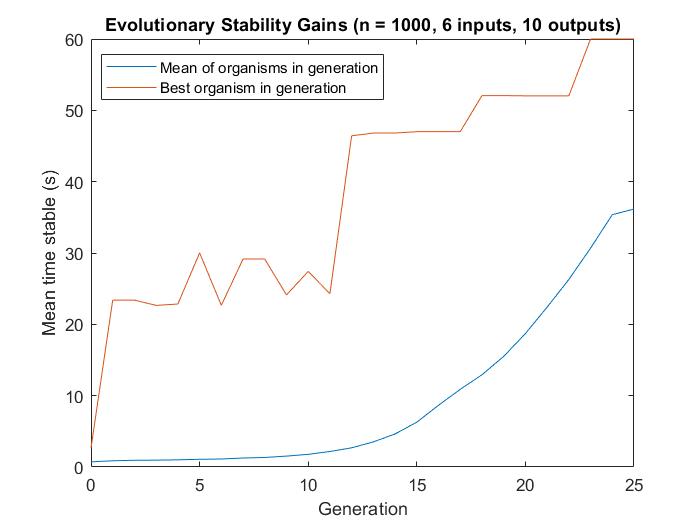 Evolutionary Stability Gains (n = 1000, 6 inputs, 10 outputs)
Mean of organisms in generation
Best organism in generation
Mean time stable (s)
60
50
40
30
20
10
0
0 5 10 15 20 25
Generation